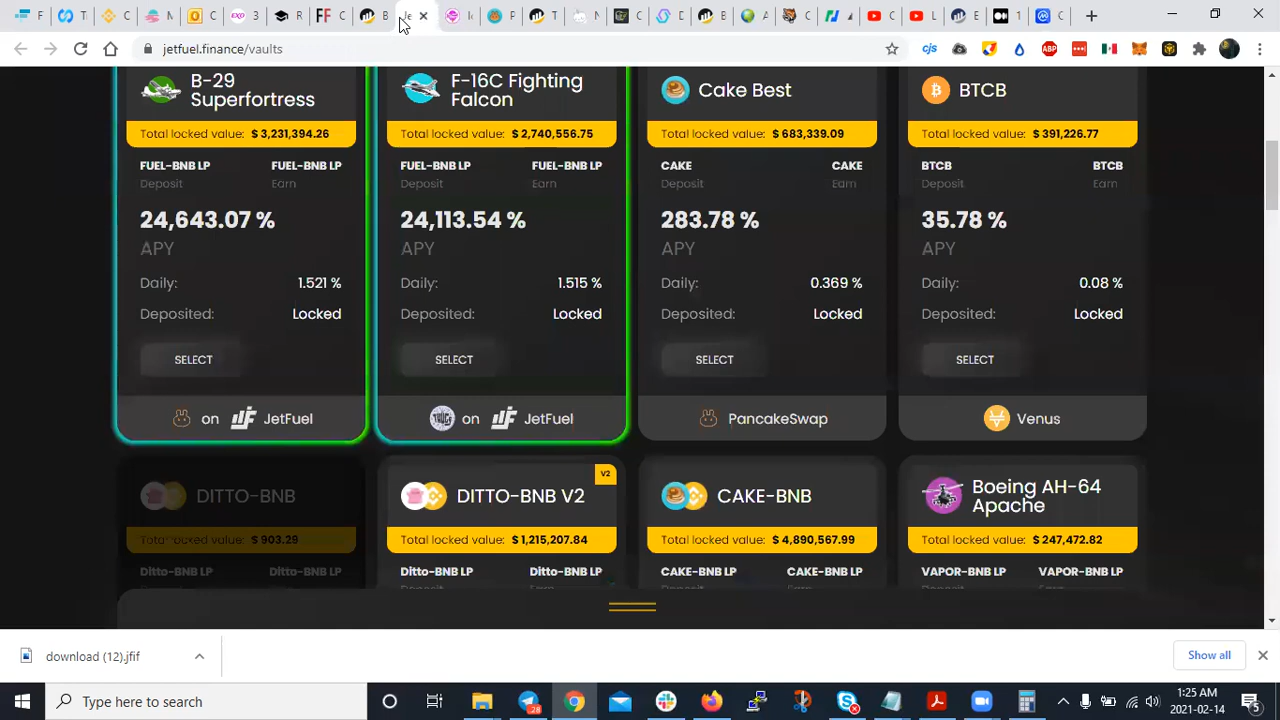 jetfuel.finance/vaults
B-29 Superfortress
Total locked value: $ 3,231,394.26
FUEL-BNB LP FUEL-BNB LP
Deposit Earn
24,643.07 %
APY
Daily: 1.521 %
Deposited: Locked
SELECT
on JetFuel
F-16C Fighting Falcon
Total locked value: $ 2,740,556.75
FUEL-BNB LP FUEL-BNB LP
Deposit Earn
24,113.54 %
APY
Daily: 1.515 %
Deposited: Locked
SELECT
on JetFuel
Cake Best
Total locked value: $ 683,339.09
CAKE CAKE
Deposit Earn
283.78 %
APY
Daily: 0.369 %
Deposited: Locked
SELECT
PancakeSwap
BTCB
Total locked value: $ 391,226.77
BTCB BTCB
Deposit Earn
35.78 %
APY
Daily: 0.08 %
Deposited: Locked
SELECT
Venus
DITTO-BNB
Total locked value: $ 903.29
Ditto-BNB LP Ditto-BNB LP
V2
DITTO-BNB V2
Total locked value: $ 1,215,207.84
Ditto-BNB LP Ditto-BNB LP
CAKE-BNB
Total locked value: $ 4,890,567.99
CAKE-BNB LP CAKE-BNB LP
Boeing AH-64 Apache
Total locked value: $ 247,472.82
VAPOR-BNB LP VAPOR-BNB LP
download (12).jfif
Show all
Type here to search
28
1:25 AM
2021-02-14
5